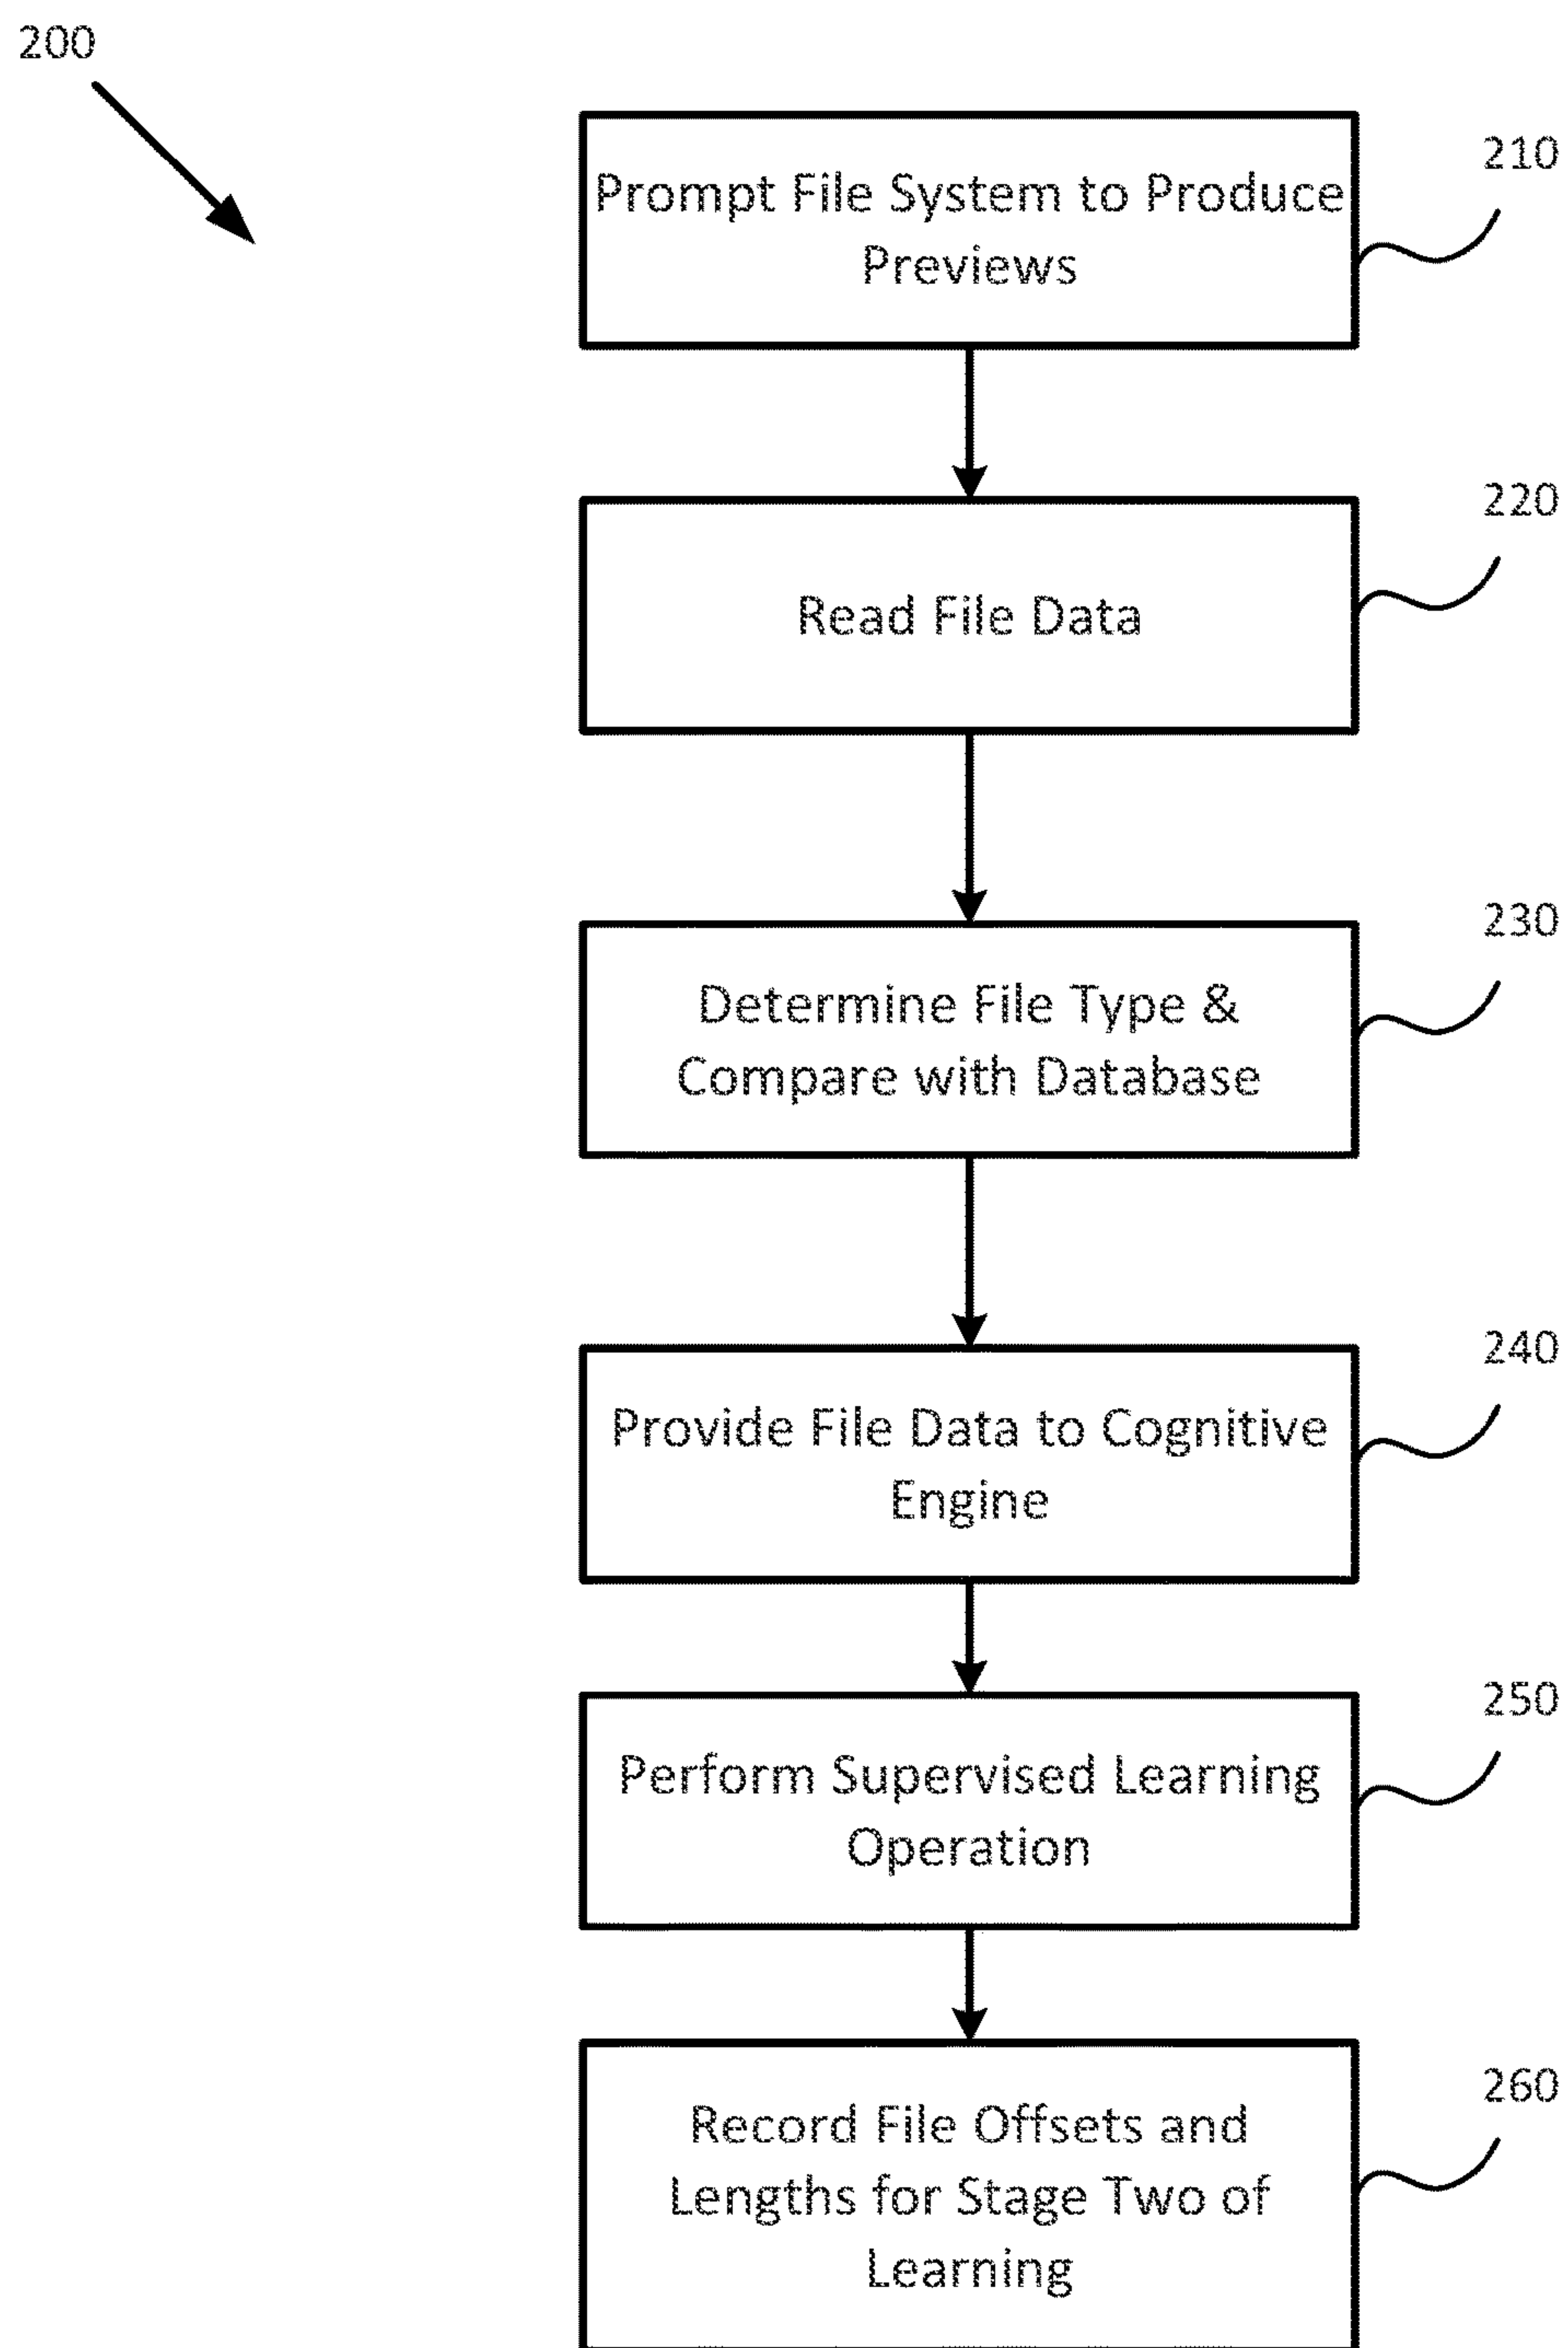 200
210
Prompt File System to Produce
Previews
220
Read File Data
230
Determine File Type &
Compare with Database
240
Provide File Data to Cognitive
Engine
250
Perform Supervised Learning
Operation
260
Record File Offsets and
Lengths for Stage Two of
Learning